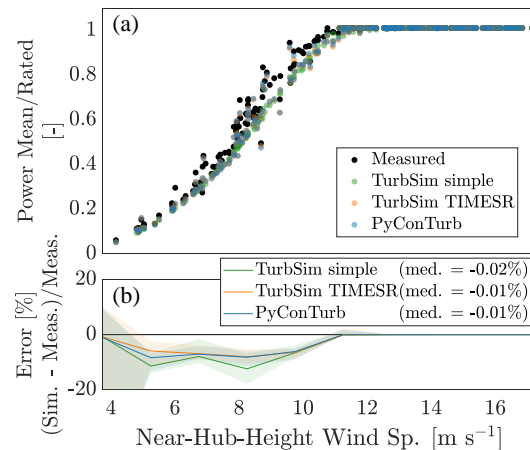 (a)
Power Mean/Rated
[-]
1
0.8
0.6
0.4
0.2
0
Measured
TurbSim simple
TurbSim TIMESR
PyConTurb
(b)
Error [%]
(Sim. - Meas.)/Meas.
20
0
-20
TurbSim simple (med. = -0.02%)
TurbSim TIMESR (med. = -0.01%)
PyConTurb (med. = -0.01%)
4 6 8 10 12 14 16
Near-Hub-Height Wind Sp. [m s⁻¹]